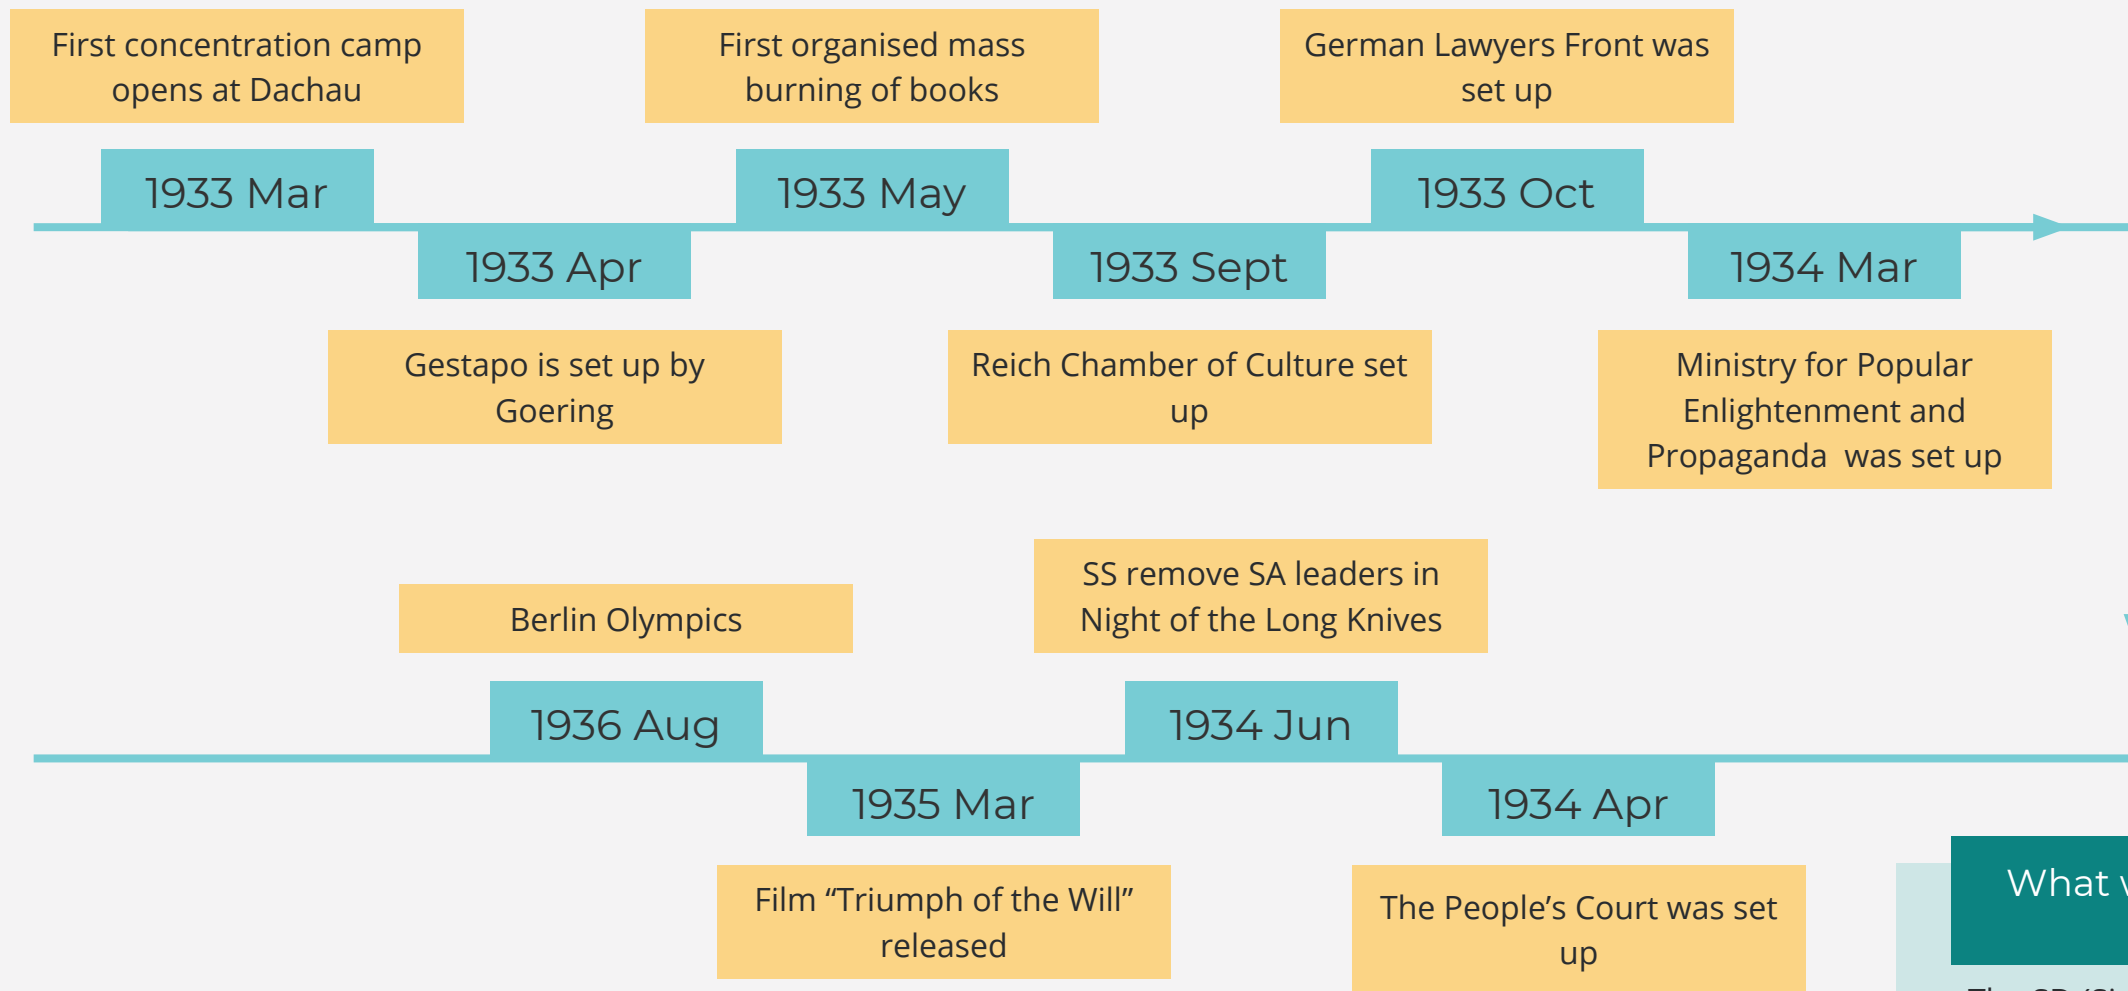 First concentration camp
opens at Dachau
First organised mass
burning of books
German Lawyers Front was
set up
1933 Mar
1933 May
1933 Oct
1933 Apr
1933 Sept
1934 Mar
Gestapo is set up by
Goering
Reich Chamber of Culture set
up
Ministry for Popular
Enlightenment and
Propaganda  was set up
Berlin Olympics
SS remove SA leaders in
Night of the Long Knives
1936 Aug
1934 Jun
1935 Mar
1934 Apr
Film “Triumph of the Will”
released
The People’s Court was set
up
What